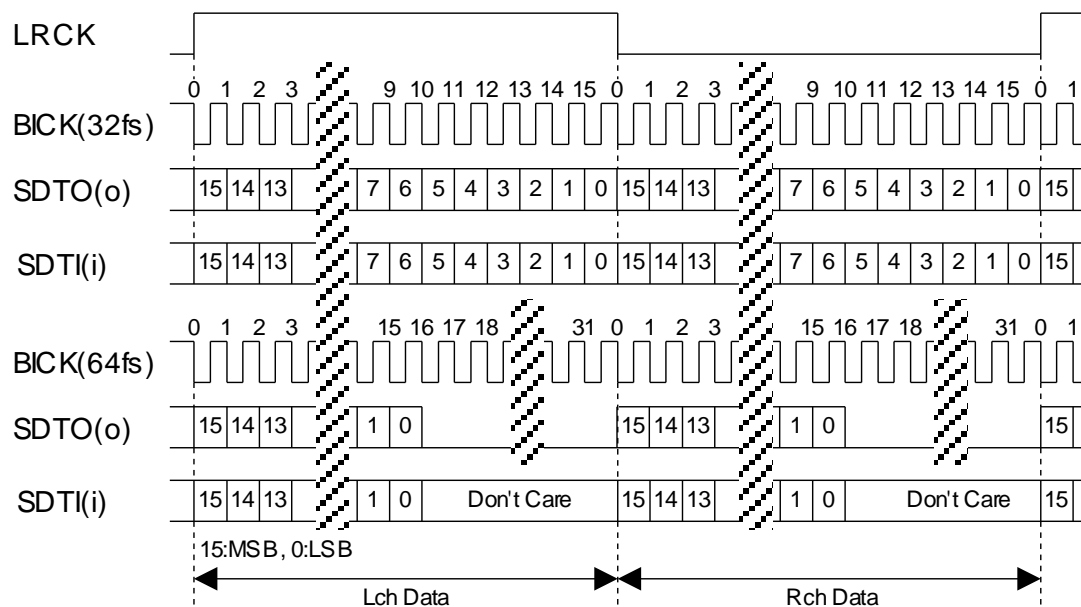 LRCK
0 1 2 3 9 10 11 12 13 14 15 0 1 2 3 9 10 11 12 13 14 15 0 1
BICK(32fs)
SDTO(o) 15 14 13 7 6 5 4 3 2 1 0 15 14 13 7 6 5 4 3 2 1 0 15
SDTI(i) 15 14 13 7 6 5 4 3 2 1 0 15 14 13 7 6 5 4 3 2 1 0 15
0 1 2 3 15 16 17 18 31 0 1 2 3 15 16 17 18 31 0 1
BICK(64fs)
SDTO(o) 15 14 13 1 0 15 14 13 1 0 15
SDTI(i) 15 14 13 1 0 Don't Care 15 14 13 1 0 Don't Care 15
15:MSB, 0:LSB
Lch Data Rch Data